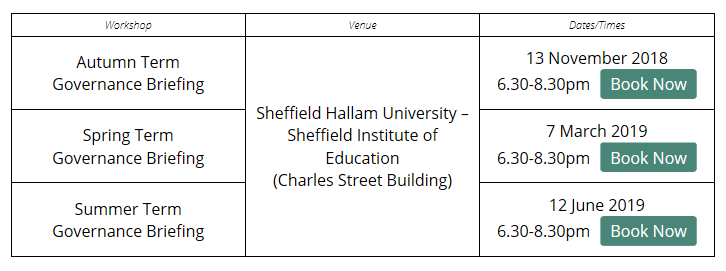 Workshop
Venue
Dates/Times
Autumn Term
Governance Briefing
Sheffield Hallam University –
Sheffield Institute of
Education
(Charles Street Building)
13 November 2018
6.30-8.30pm Book Now
Spring Term
Governance Briefing
7 March 2019
6.30-8.30pm Book Now
Summer Term
Governance Briefing
12 June 2019
6.30-8.30pm Book Now